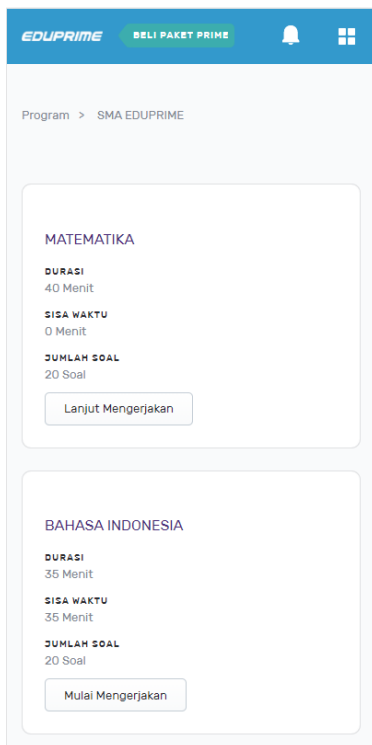 EDUPRIME BELI PAKET PRIME
Program > SMA EDUPRIME
MATEMATIKA
DURASI
40 Menit
SISA WAKTU
0 Menit
JUMLAH SOAL
20 Soal
Lanjut Mengerjakan
BAHASA INDONESIA
DURASI
35 Menit
SISA WAKTU
35 Menit
JUMLAH SOAL
20 Soal
Mulai Mengerjakan